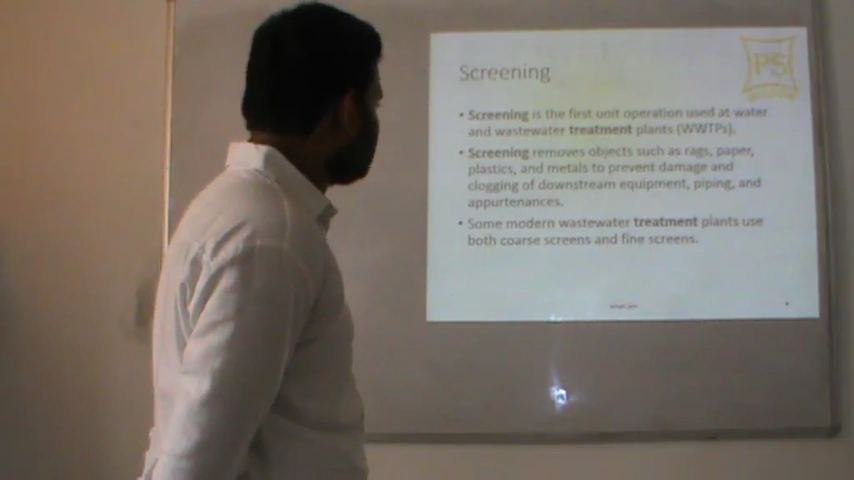 PS
Screening
• Screening is the first unit operation used at water
and wastewater treatment plants (WWTPs).
• Screening removes objects such as rags, paper,
plastics, and metals to prevent damage and
clogging of downstream equipment, piping, and
appurtenances.
• Some modern wastewater treatment plants use
both coarse screens and fine screens.